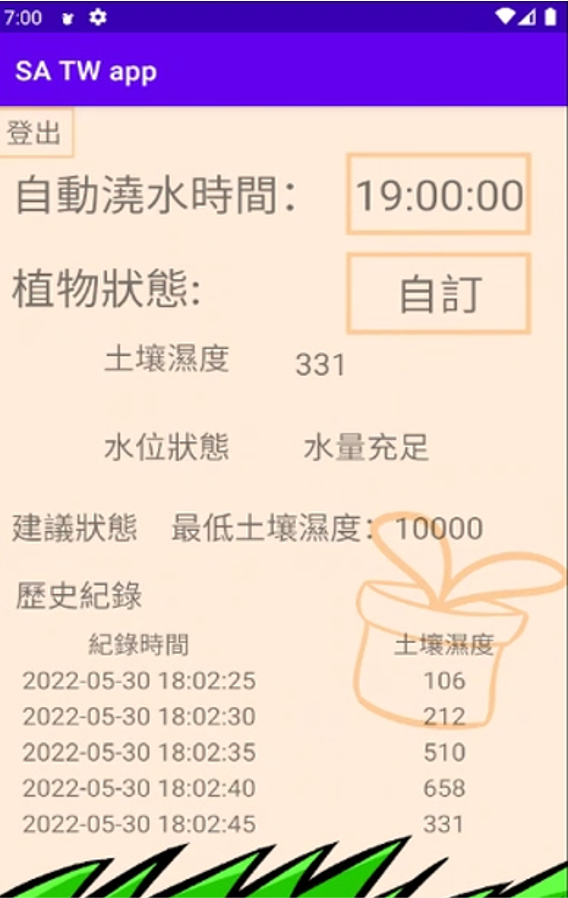 7:00
SA TW app
登出
自動澆水時間： 19:00:00
植物狀態: 自訂
土壤濕度 331
水位狀態 水量充足
建議狀態 最低土壤濕度：10000
歷史紀錄
紀錄時間 土壤濕度
2022-05-30 18:02:25 106
2022-05-30 18:02:30 212
2022-05-30 18:02:35 510
2022-05-30 18:02:40 658
2022-05-30 18:02:45 331